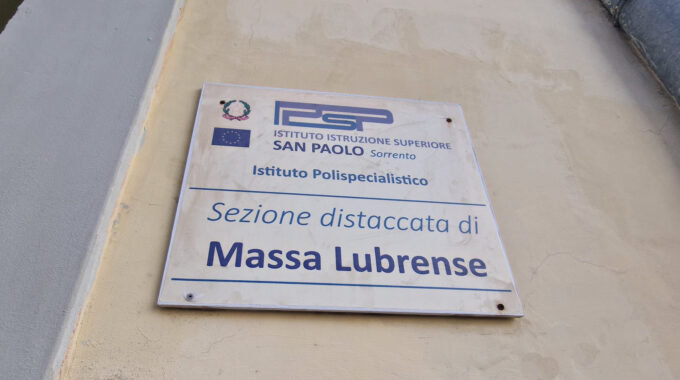 PSP
ISTITUTO ISTRUZIONE SUPERIORE
SAN PAOLO Sorrento
Istituto Polispecialistico
Sezione distaccata di
Massa Lubrense